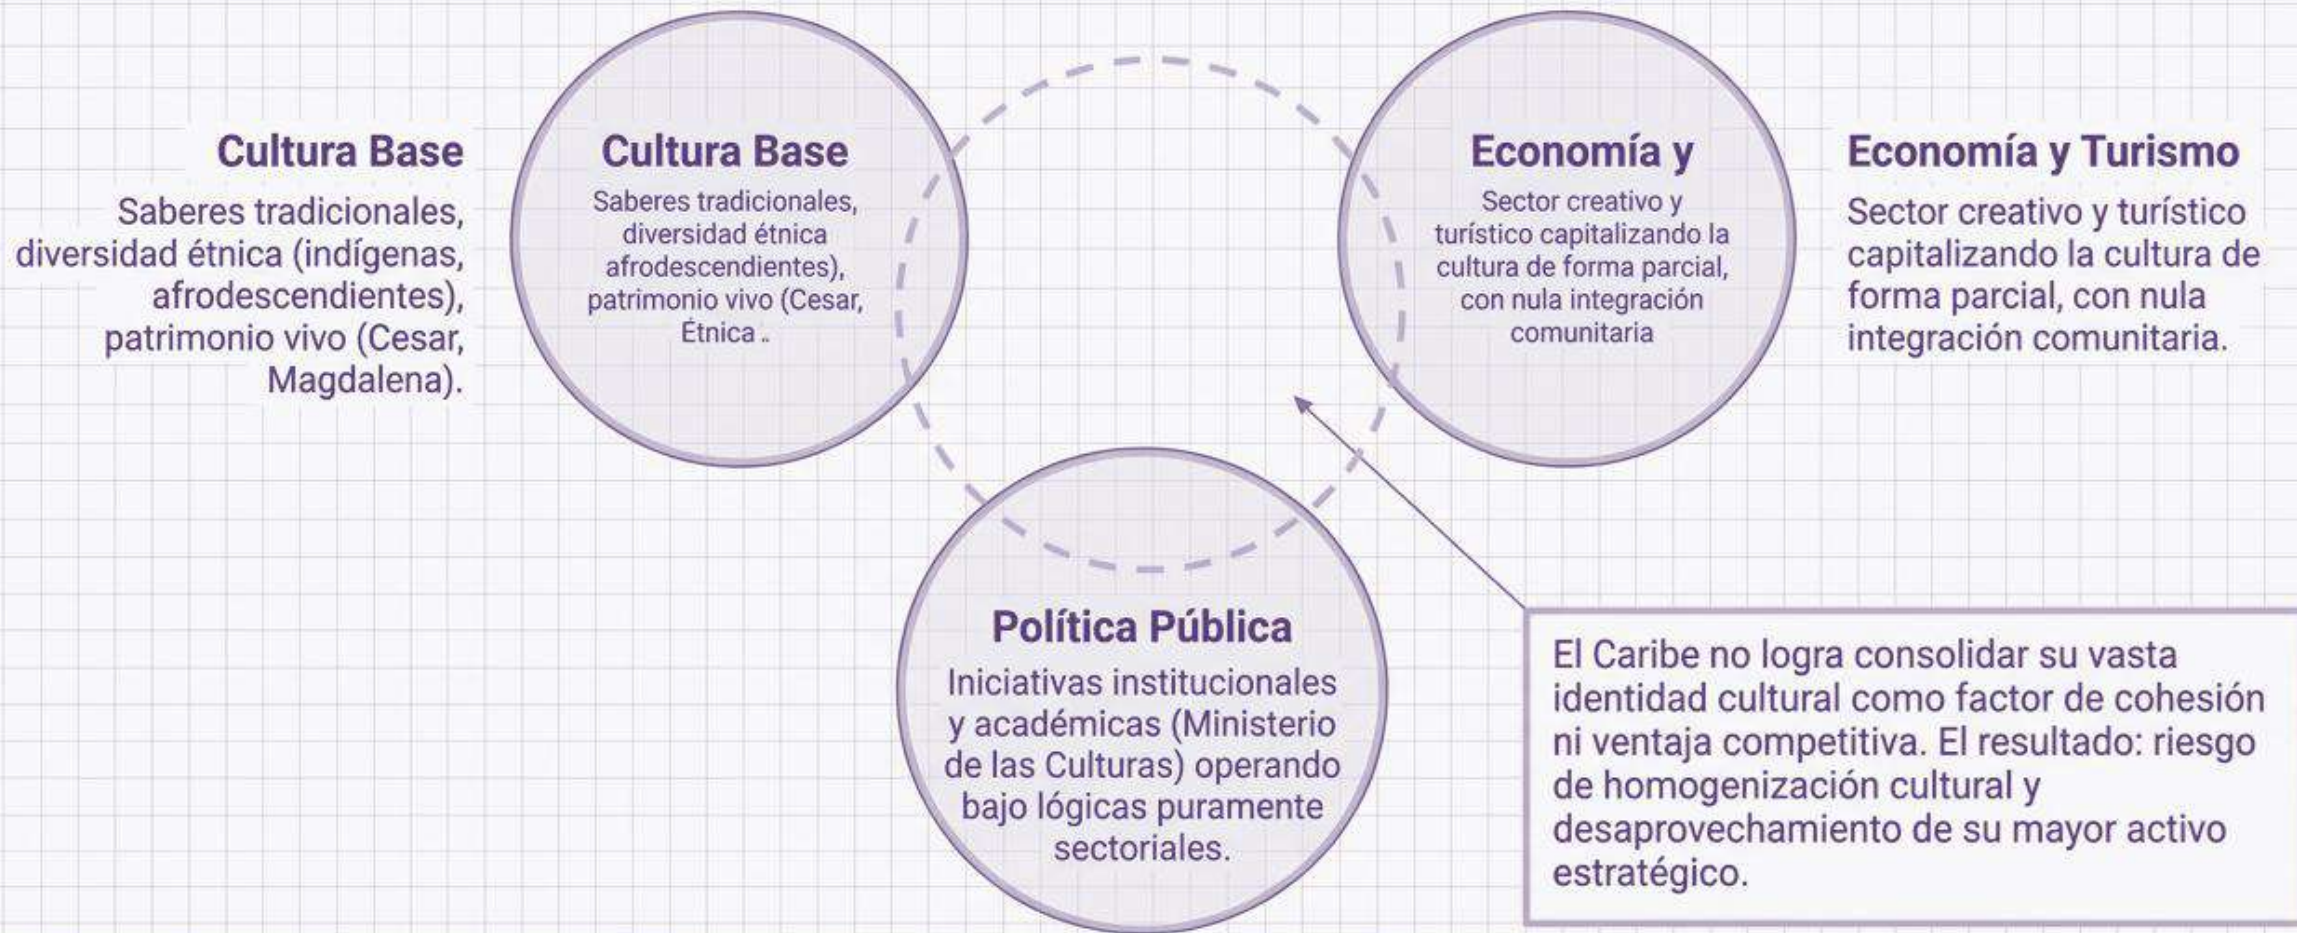 Cultura Base
Saberes tradicionales,
diversidad étnica (indígenas,
afrodescendientes),
patrimonio vivo (Cesar,
Magdalena).
Cultura Base
Saberes tradicionales,
diversidad étnica
afrodescendientes),
patrimonio vivo (Cesar,
Étnica ..
Economía y
Sector creativo y
turístico capitalizando la
cultura de forma parcial,
con nula integración
comunitaria
Economía y Turismo
Sector creativo y turístico
capitalizando la cultura de
forma parcial, con nula
integración comunitaria.
Política Pública
Iniciativas institucionales
y académicas (Ministerio
de las Culturas) operando
bajo lógicas puramente
sectoriales.
El Caribe no logra consolidar su vasta
identidad cultural como factor de cohesión
ni ventaja competitiva. El resultado: riesgo
de homogenización cultural y
desaprovechamiento de su mayor activo
estratégico.